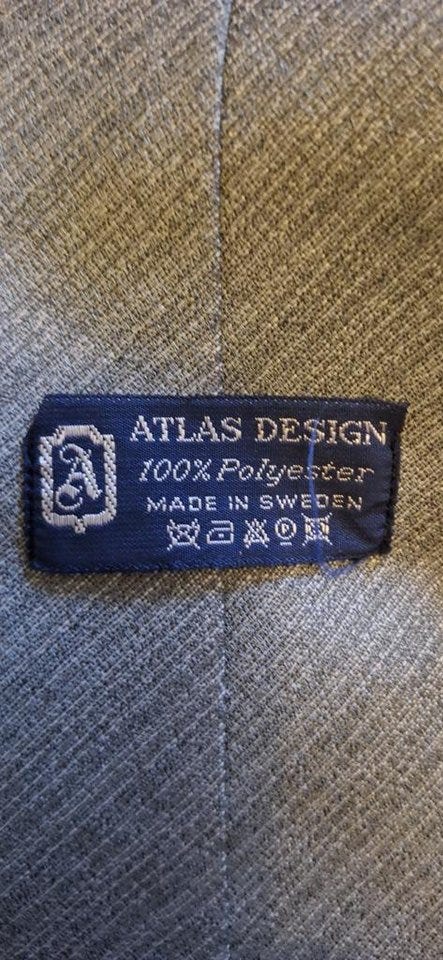 A
ATLAS DESIGN
100% Polyester
MADE IN SWEDEN
P